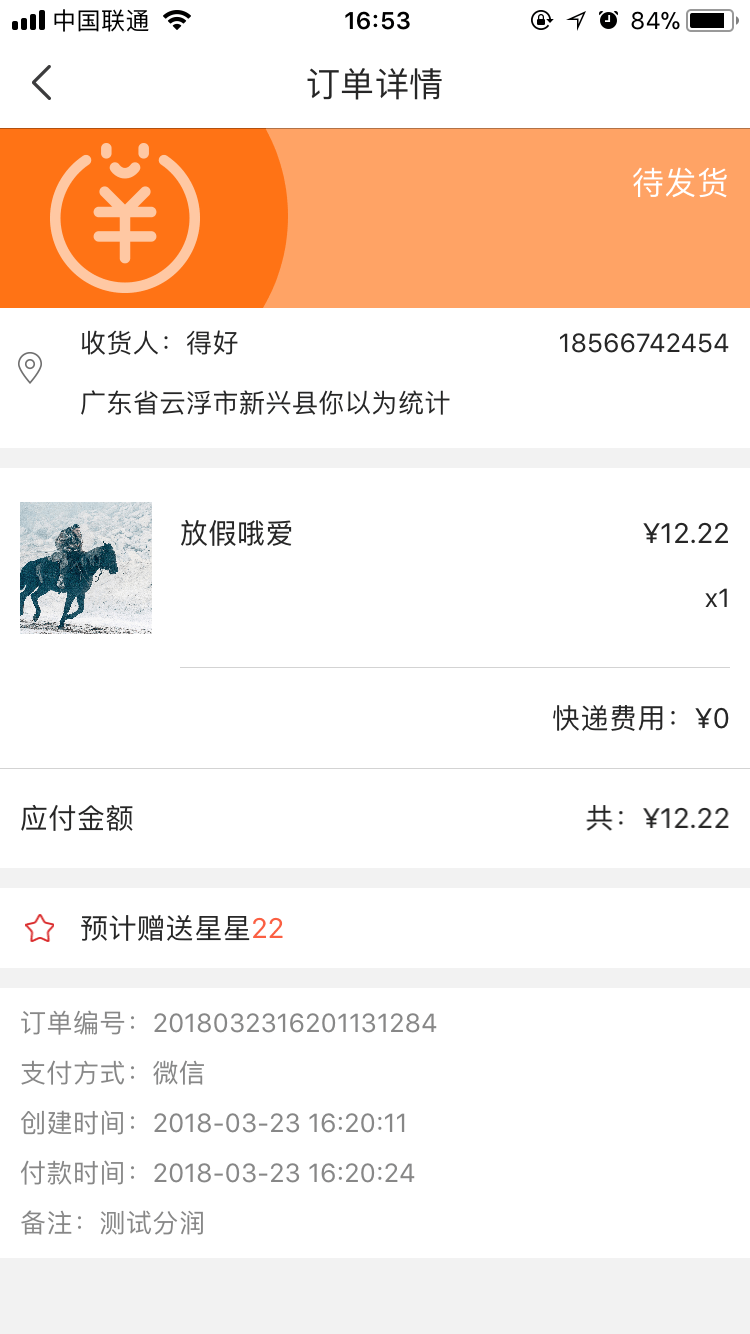 中国联通 16:53 84%
订单详情
待发货
收货人：得好 18566742454
广东省云浮市新兴县你以为统计
放假哦爱 ¥12.22
x1
快递费用：¥0
应付金额 共：¥12.22
预计赠送星星22
订单编号：2018032316201131284
支付方式：微信
创建时间：2018-03-23 16:20:11
付款时间：2018-03-23 16:20:24
备注：测试分润